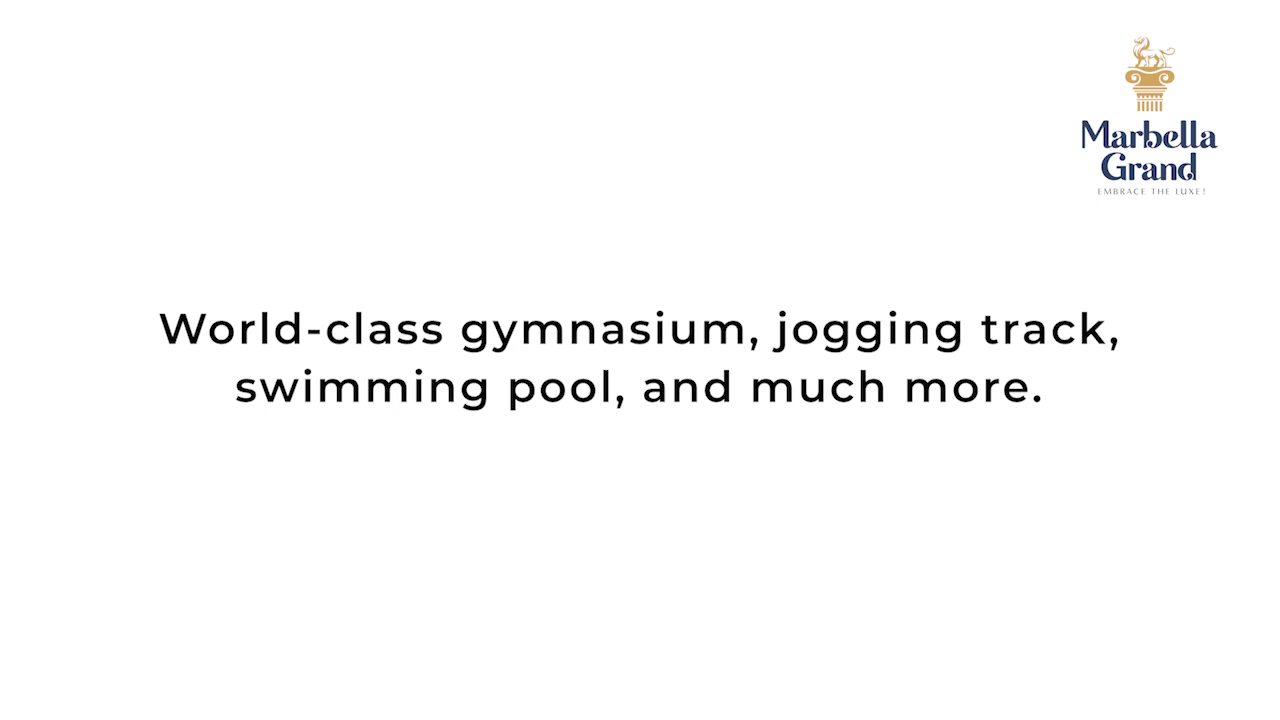 Marbella
Grand
EMBRACE THE LUXE!
World-class gymnasium, jogging track,
swimming pool, and much more.